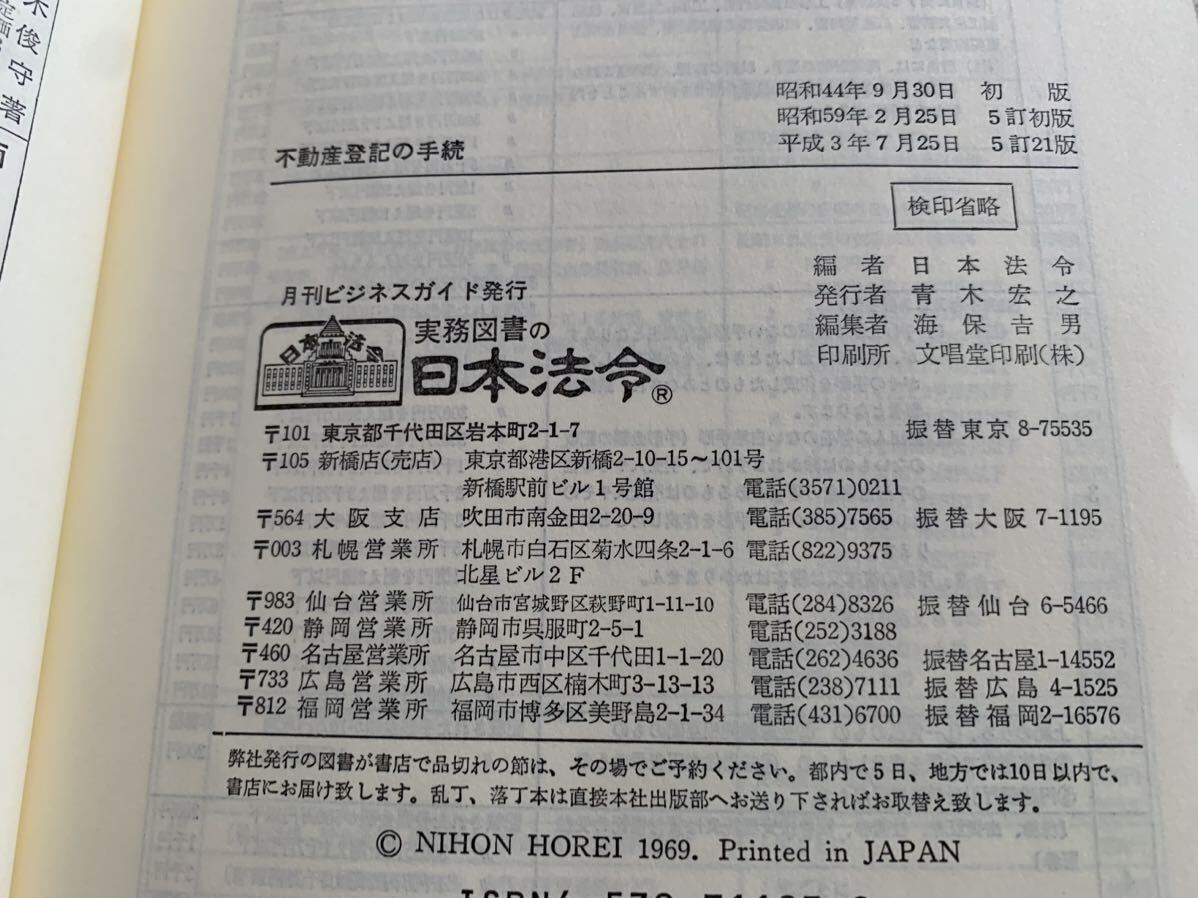 木俊守著
昭和44年9月30日 初 版
昭和59年2月25日 5訂初版
平成3年7月25日 5訂21版
不動産登記の手続
検印省略
編 者 日本法令
発行者 青木宏之
編集者 海保吉男
印刷所 文唱堂印刷(株)
月刊ビジネスガイド発行
日本法令
実務図書の
日本法令®
〒101 東京都千代田区岩本町2-1-7 振替東京8-75535
〒105 新橋店(売店) 東京都港区新橋2-10-15〜101号
新橋駅前ビル1号館 電話(3571)0211
〒564 大阪支店 吹田市南金田2-20-9 電話(385)7565 振替大阪7-1195
〒003 札幌営業所 札幌市白石区菊水四条2-1-6 電話(822)9375
北星ビル2F
〒983 仙台営業所 仙台市宮城野区萩野町1-11-10 電話(284)8326 振替仙台6-5466
〒420 静岡営業所 静岡市呉服町2-5-1 電話(252)3188
〒460 名古屋営業所 名古屋市中区千代田1-1-20 電話(262)4636 振替名古屋1-14552
〒733 広島営業所 広島市西区楠木町3-13-13 電話(238)7111 振替広島4-1525
〒812 福岡営業所 福岡市博多区美野島2-1-34 電話(431)6700 振替福岡2-16576
弊社発行の図書が書店で品切れの節は、その場でご予約ください。都内で5日、地方では10日以内で、
書店にお届け致します。乱丁、落丁本は直接本社出版部へお送り下さればお取替え致します。
© NIHON HOREI 1969. Printed in JAPAN